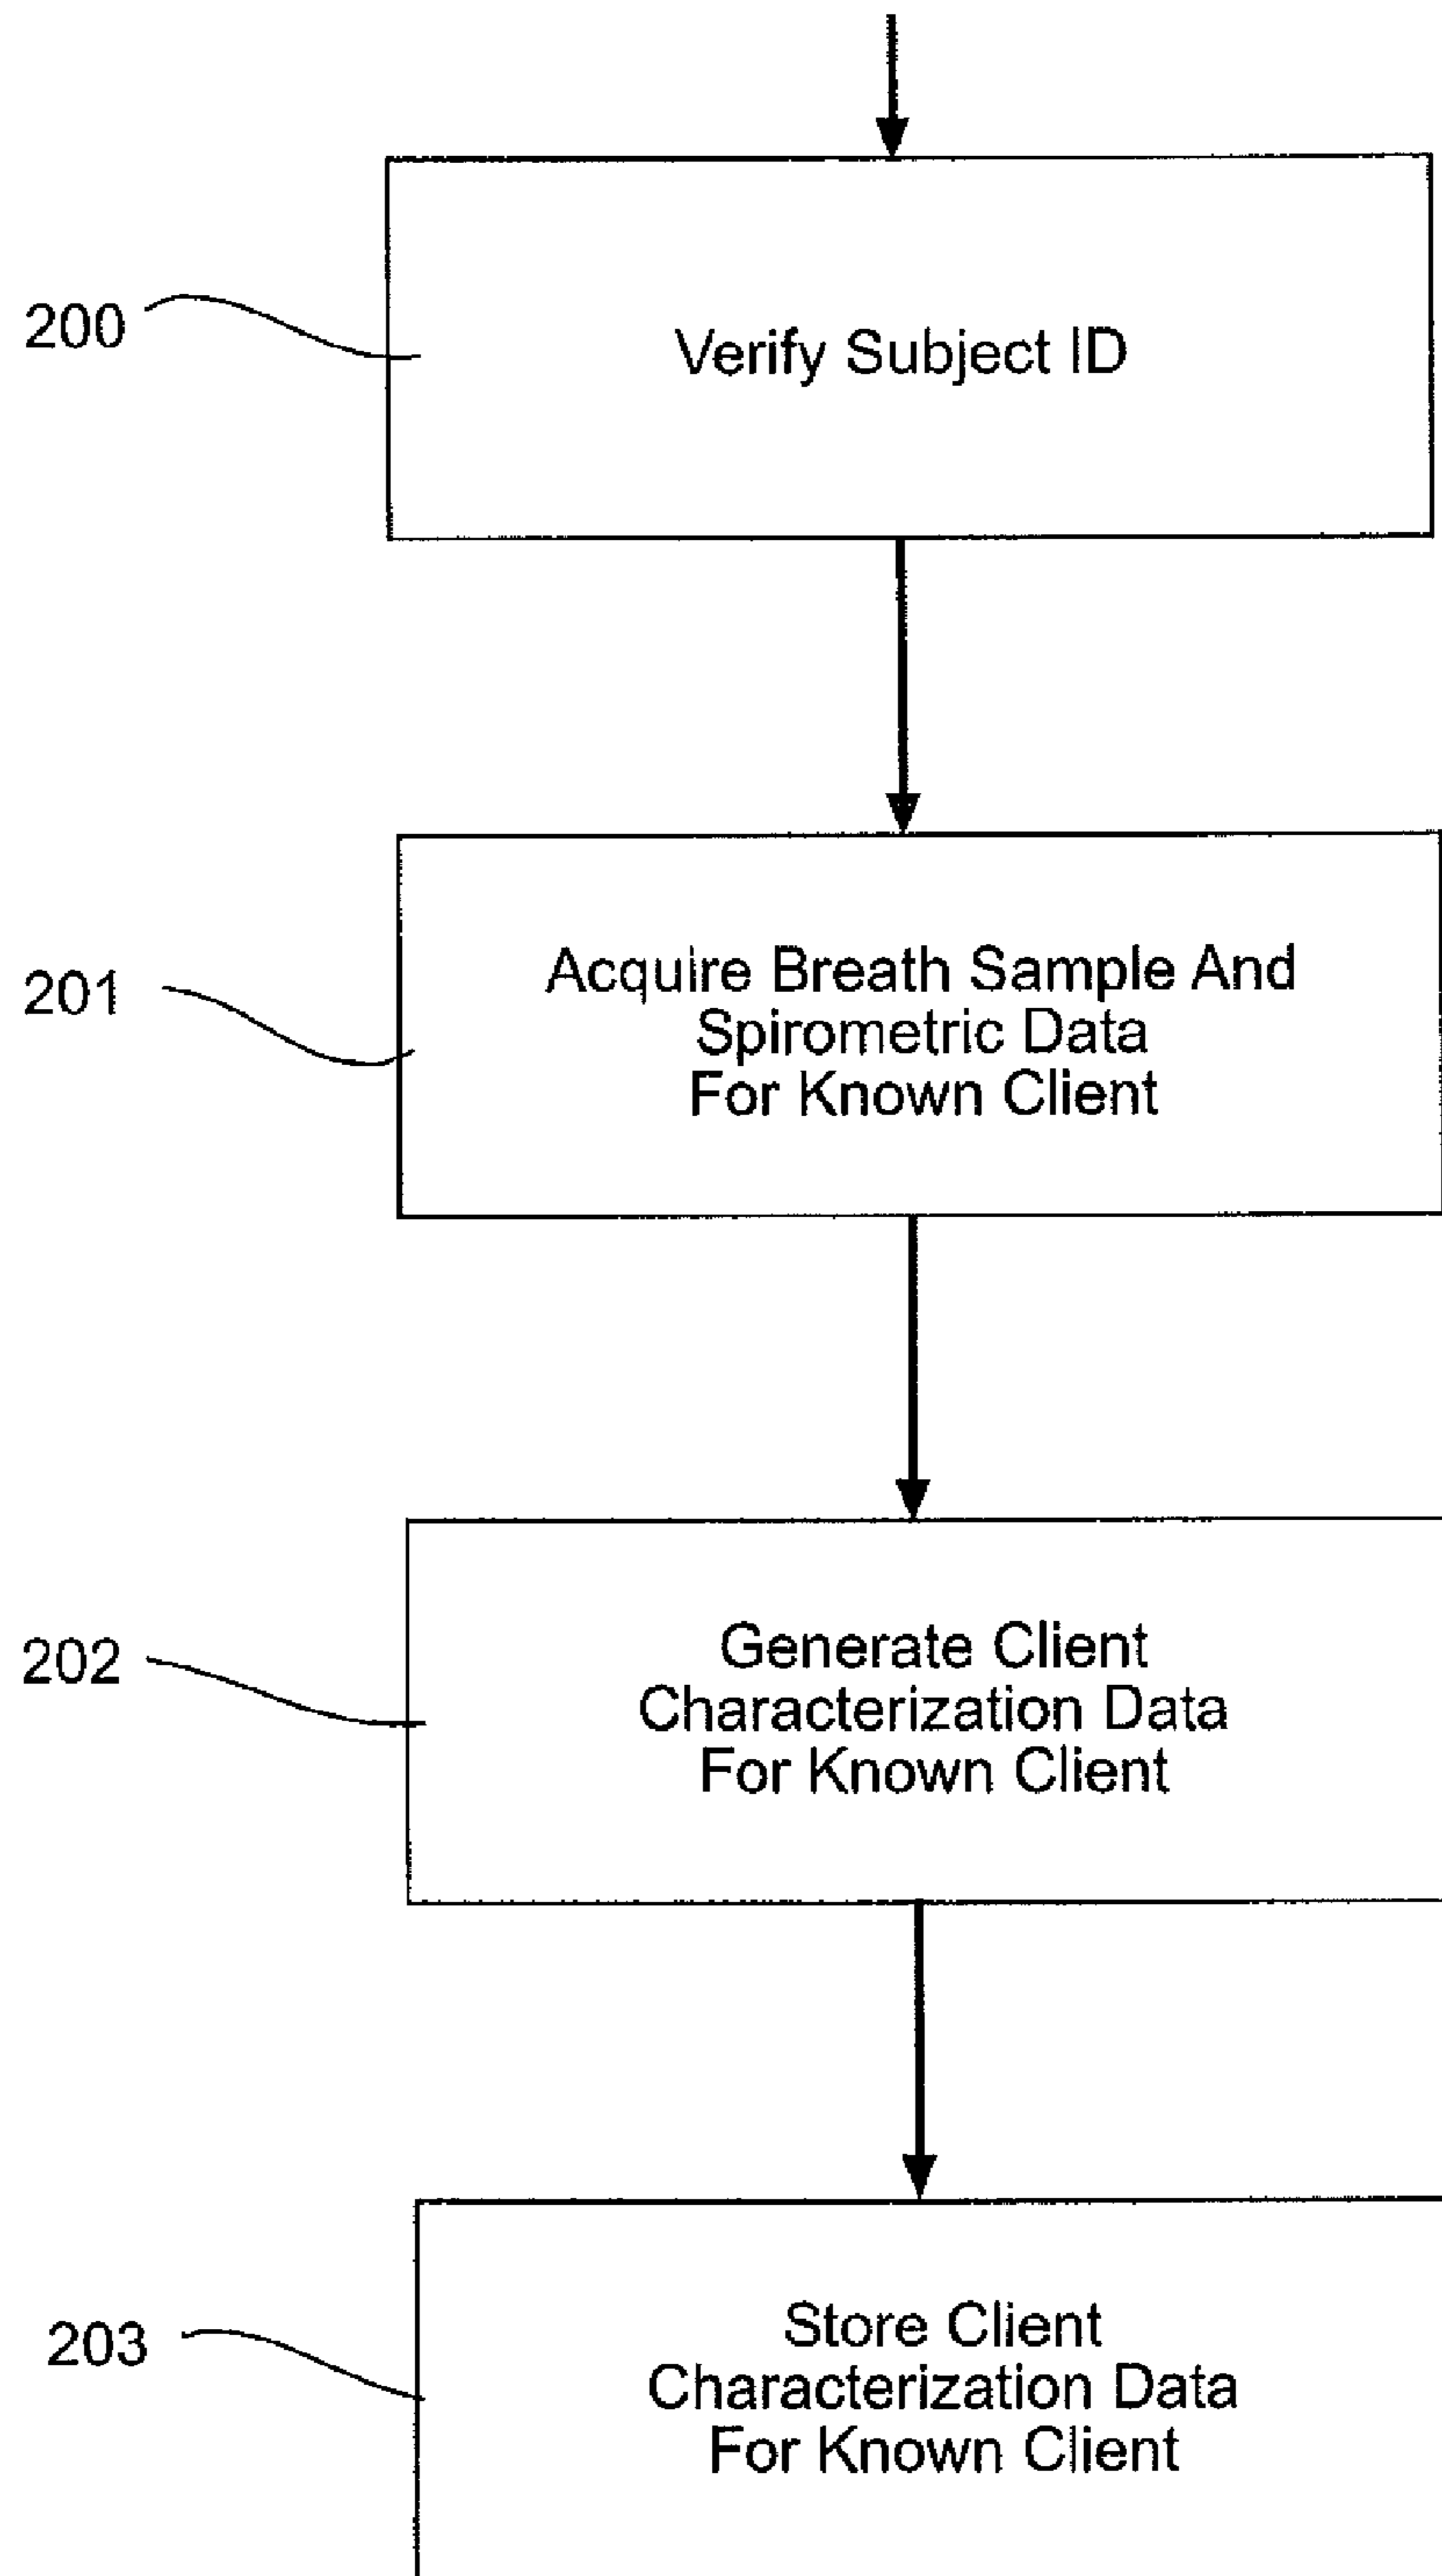 200
Verify Subject ID
201
Acquire Breath Sample And
Spirometric Data
For Known Client
202
Generate Client
Characterization Data
For Known Client
203
Store Client
Characterization Data
For Known Client